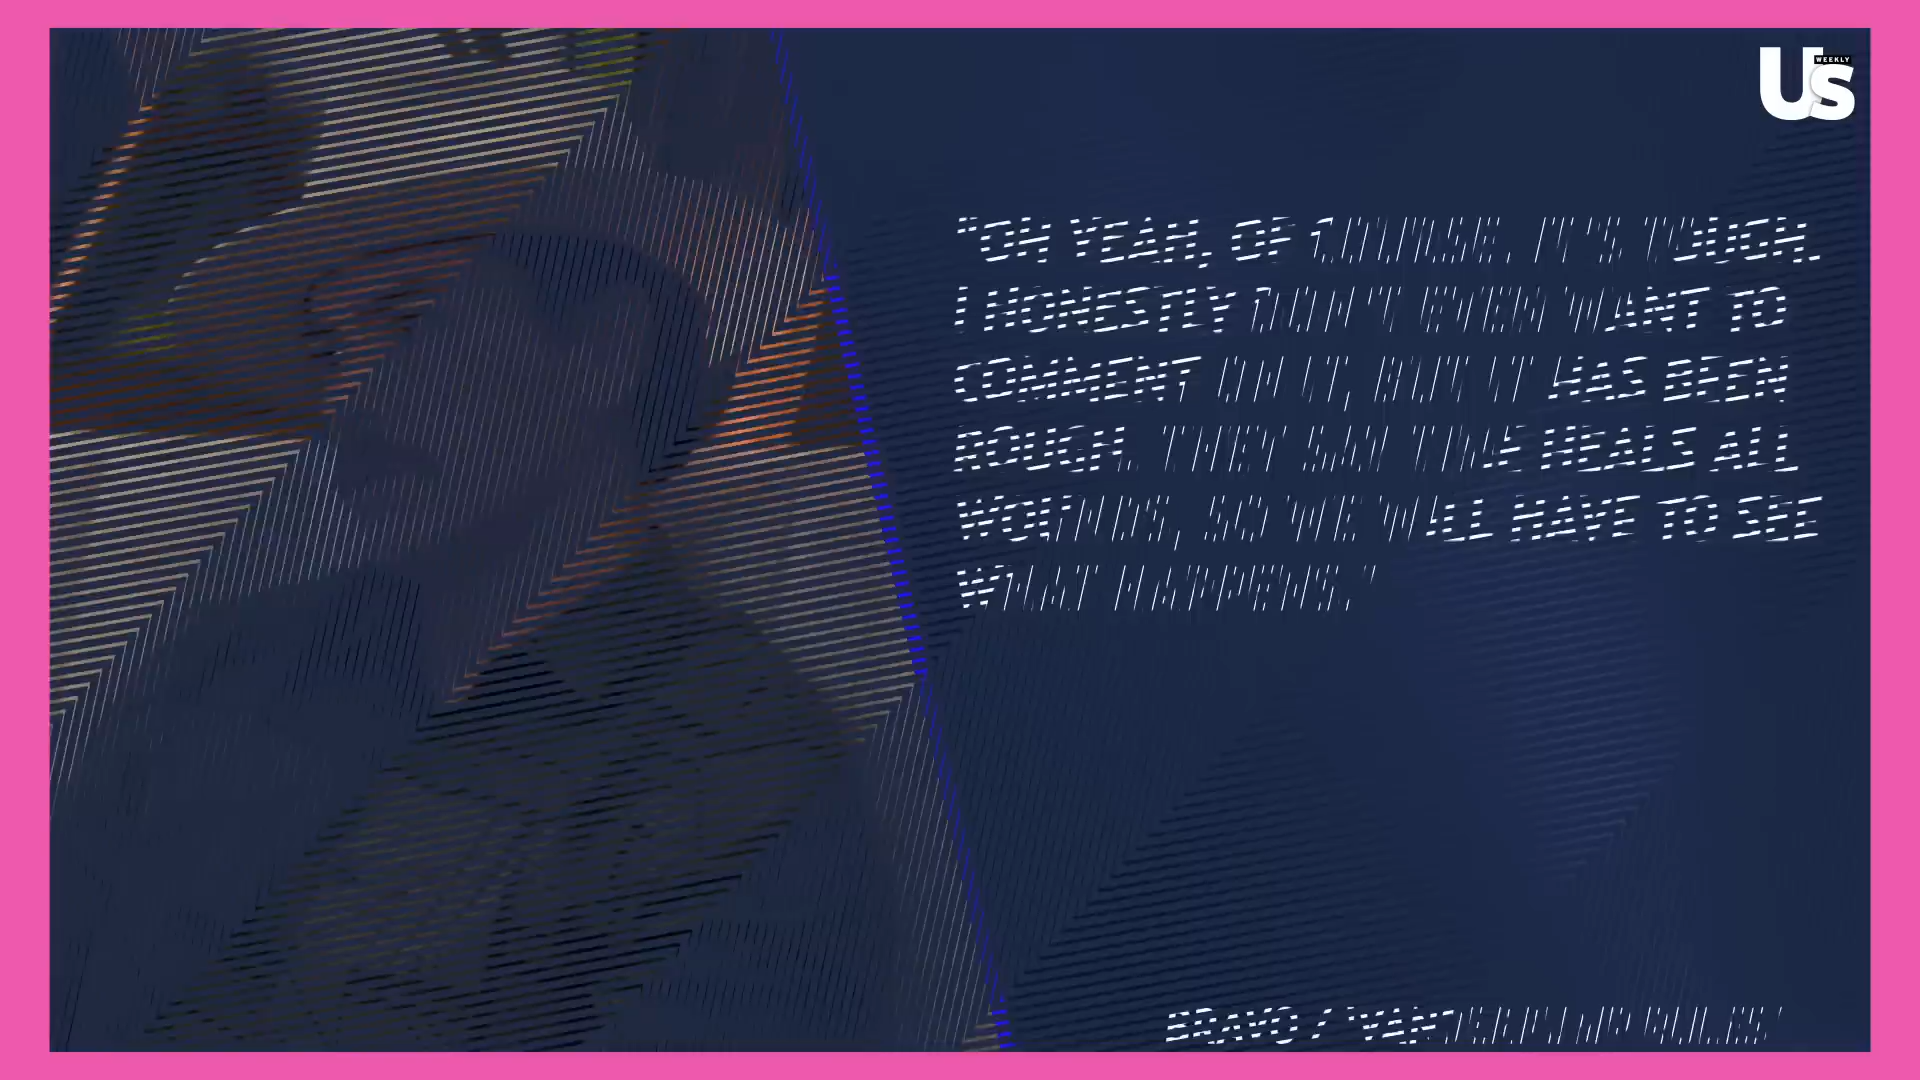 US
WEEKLY
"OH YEAH, OF COURSE, IT'S TOUGH.
I HONESTLY DON'T EVEN WANT TO
COMMENT ON IT, BUT IT HAS BEEN
ROUGH. THEY SAY TIME HEALS ALL
WOUNDS, SO WE WILL HAVE TO SEE
WHAT HAPPENS."
BRAVO / 'VANDERPUMP RULES'